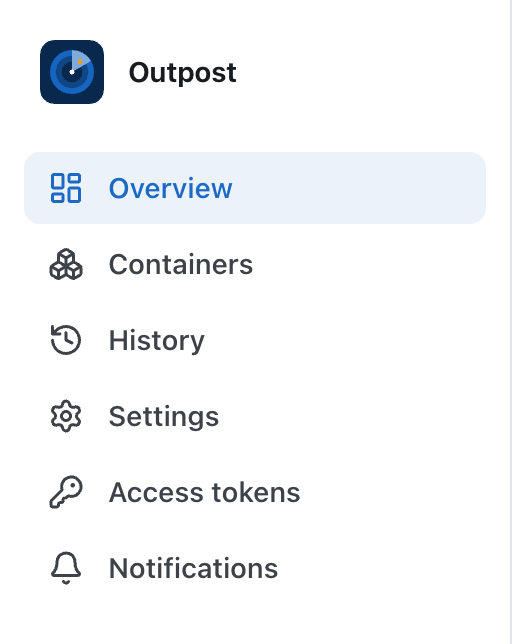 Outpost
Overview
Containers
History
Settings
Access tokens
Notifications